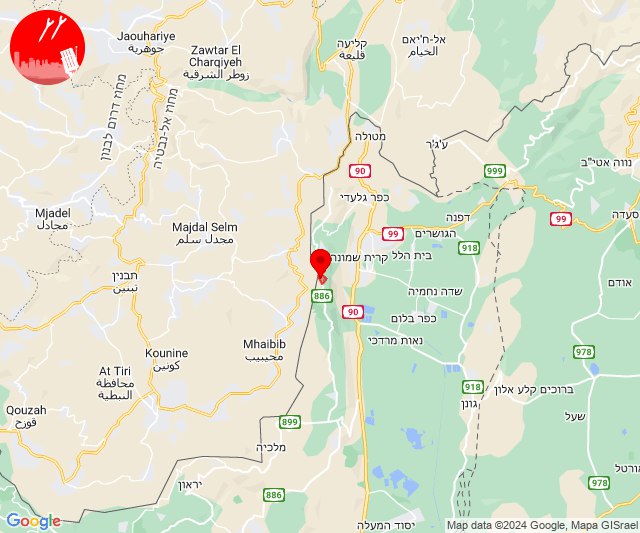 ٢٢
Jaouhariye
جوهرية
Zawtar El
Charqiyeh
زوطر الشرقية
קליעה
قليعة
אל-ח'יאם
الخيام
מחוז דרום לבנון
מחוז אל-נבטיה
מטולה
ע'ג'ר
90
999
נווה אטי"ב
כפר גלעדי
Mjadel
مجادل
Majdal Selm
مجدل سلم
דפנה
99
סעדה
99
הגושרים
918
קרית שמונה
בית הלל
תבנין
تبنين
שדה נחמיה
אודם
886
90
כפר בלום
Mhaibib
محيبيب
נאות מרדכי
Kounine
كونين
978
At Tiri
محافظة
النبطية
918
ברוכים קלע אלון
גונן
Qouzah
قوزح
899
שעל
מלכיה
978
יראון
886
יסוד המעלה
Google
Map data ©2024 Google, Mapa GISrael